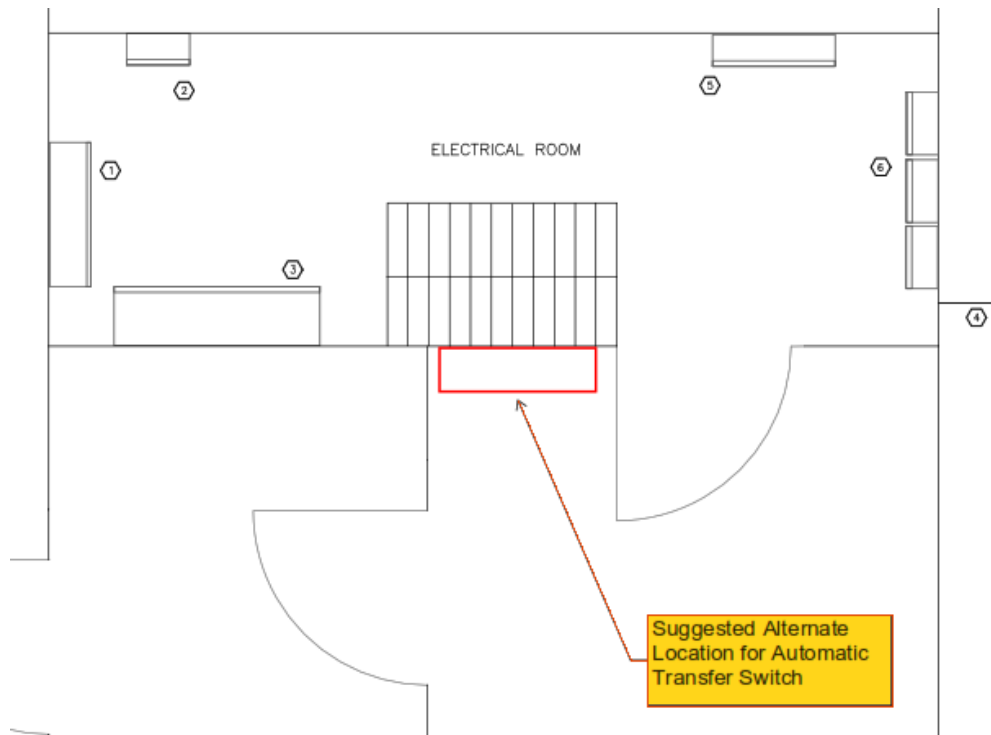 2
5
ELECTRICAL ROOM
1
6
3
4
Suggested Alternate
Location for Automatic
Transfer Switch